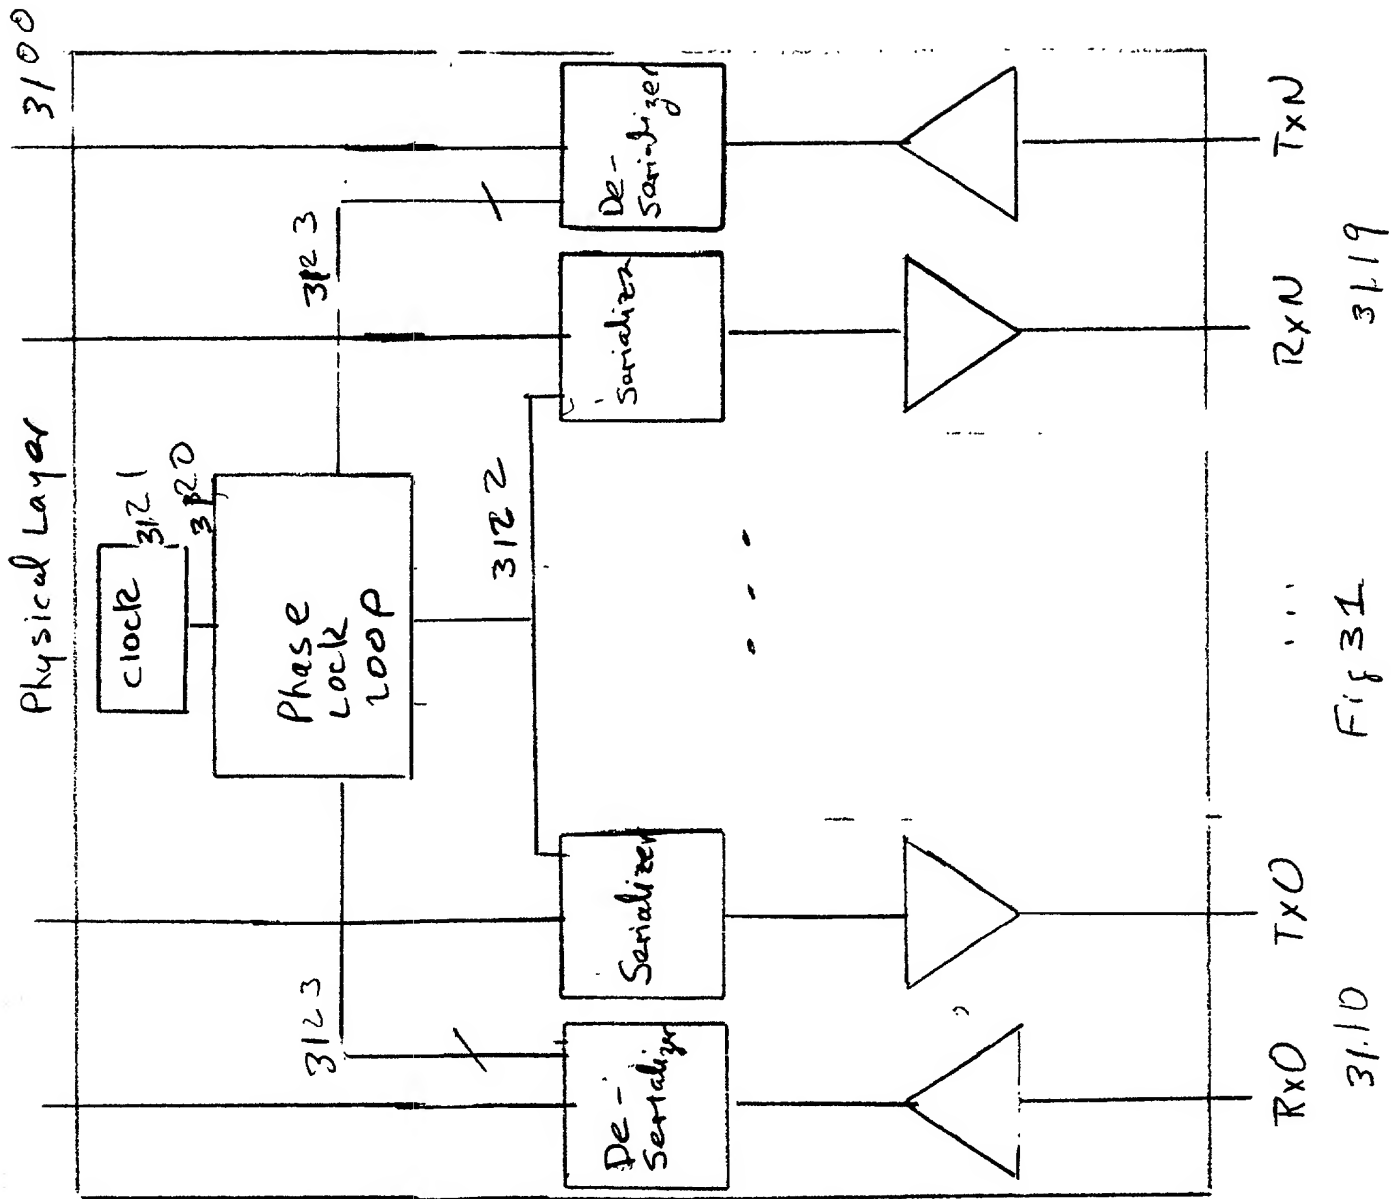 3100
Physical Layer
Clock
3121
3120
Phase
Lock
Loop
3123
3123
3122
De-
Serializer
Serializer
Serializer
De-
Serializer
...
RxO
TxO
RxN
TxN
3110
...
3119
Fig 31